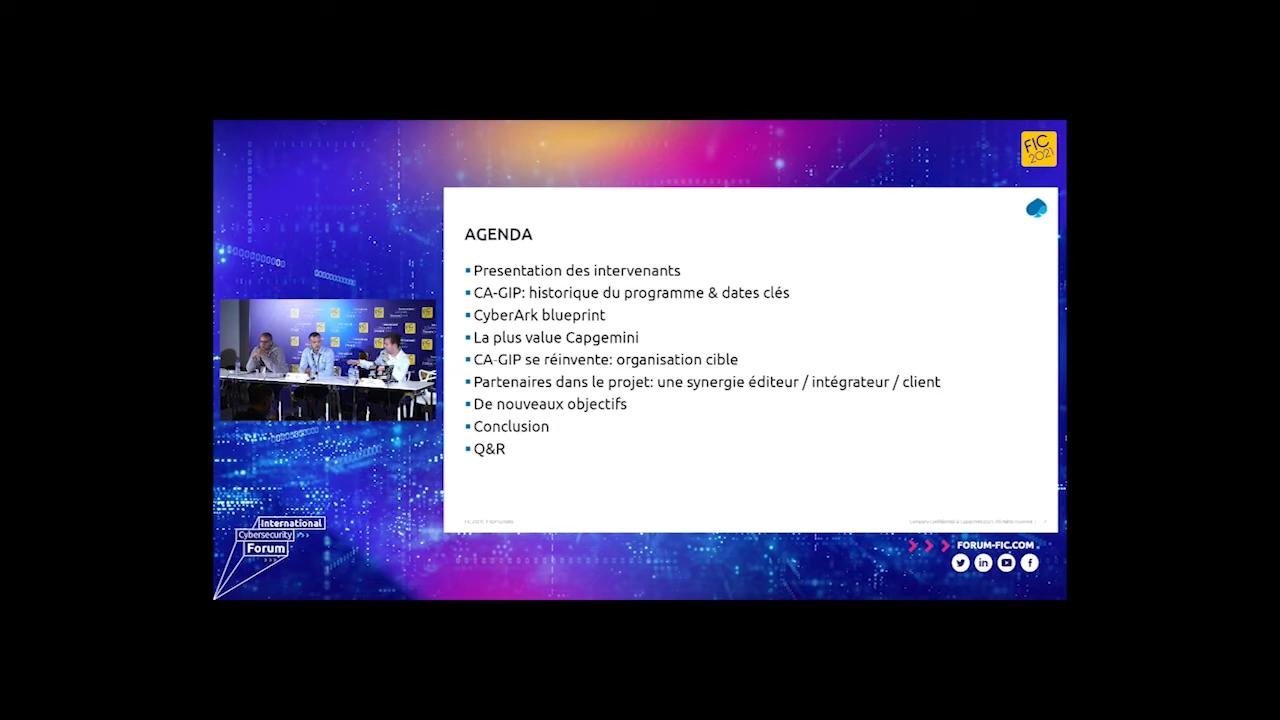 FIC
2021
AGENDA
▪Presentation des intervenants
▪CA-GIP: historique du programme & dates clés
▪CyberArk blueprint
▪La plus value Capgemini
▪CA-GIP se réinvente: organisation cible
▪Partenaires dans le projet: une synergie éditeur / intégrateur / client
▪De nouveaux objectifs
▪Conclusion
▪Q&R
International
Cybersecurity
Forum
FORUM-FIC.COM